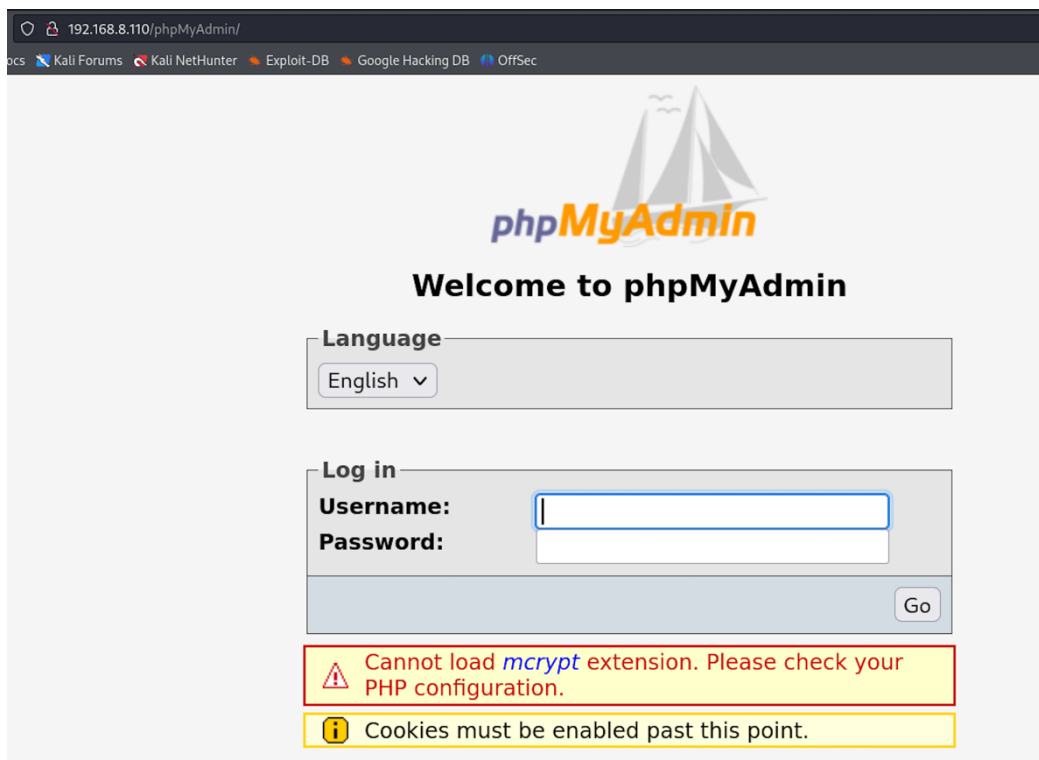 192.168.8.110/phpMyAdmin/
ocs Kali Forums Kali NetHunter Exploit-DB Google Hacking DB OffSec
phpMyAdmin
Welcome to phpMyAdmin
Language
English
Log in
Username:
Password:
Go
Cannot load mcrypt extension. Please check your
PHP configuration.
Cookies must be enabled past this point.